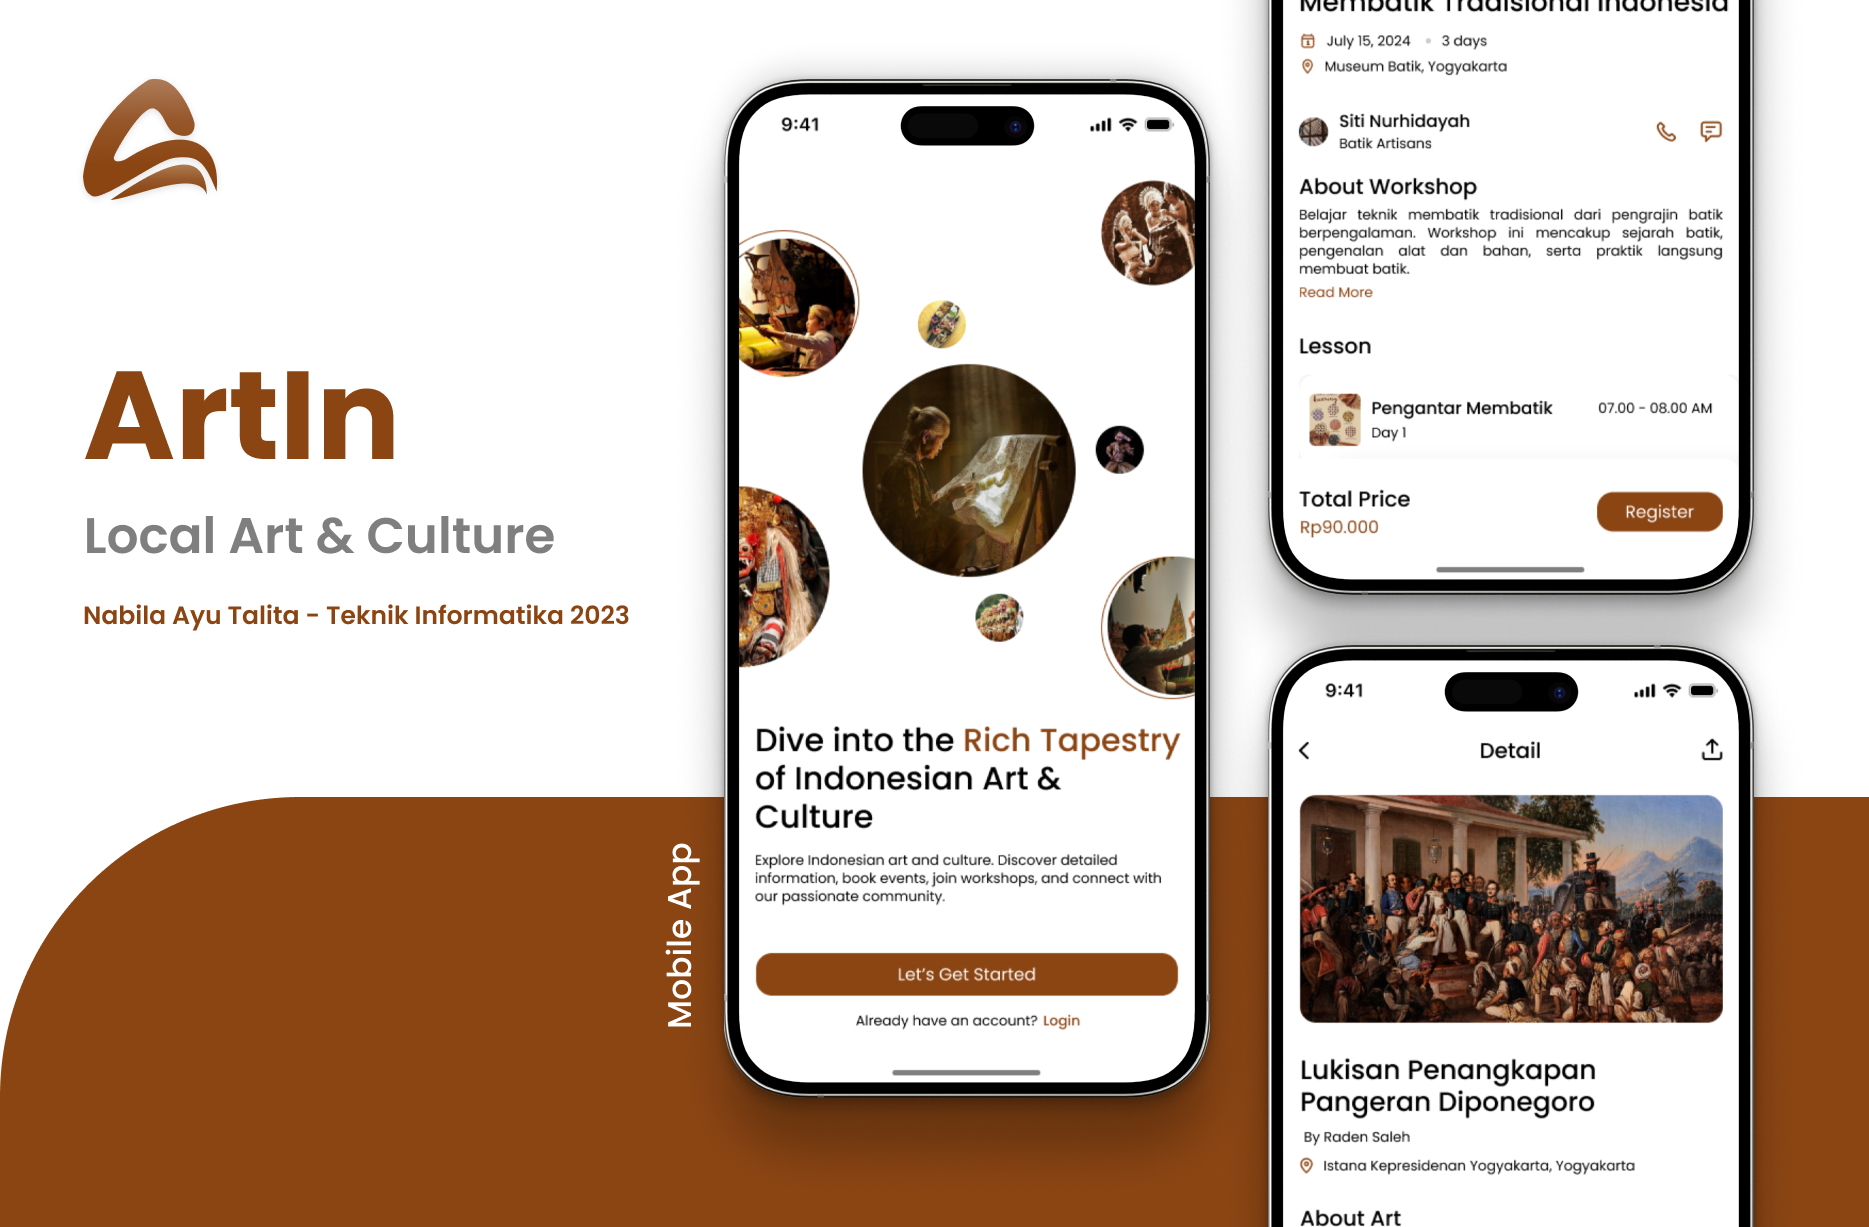 ArtIn
Local Art & Culture
Nabila Ayu Talita - Teknik Informatika 2023
Mobile App
9:41
Dive into the Rich Tapestry
of Indonesian Art &
Culture
Explore Indonesian art and culture. Discover detailed
information, book events, join workshops, and connect with
our passionate community.
Let's Get Started
Already have an account? Login
Membatik Tradisional Indonesia
July 15, 2024 • 3 days
Museum Batik, Yogyakarta
Siti Nurhidayah
Batik Artisans
About Workshop
Belajar teknik membatik tradisional dari pengrajin batik
berpengalaman. Workshop ini mencakup sejarah batik,
pengenalan alat dan bahan, serta praktik langsung
membuat batik.
Read More
Lesson
Pengantar Membatik
07.00 - 08.00 AM
Day 1
Total Price
Rp90.000
Register
9:41
Detail
Lukisan Penangkapan
Pangeran Diponegoro
By Raden Saleh
Istana Kepresidenan Yogyakarta, Yogyakarta
About Art